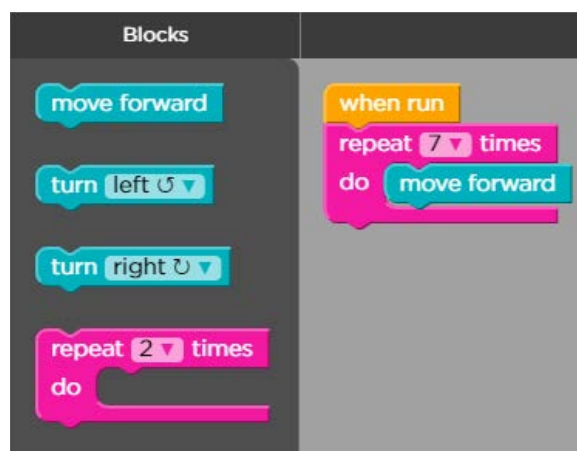 Blocks
move forward
turn left ↺ ▼
turn right ↻ ▼
repeat 2 ▼ times
do
when run
repeat 7 ▼ times
do move forward